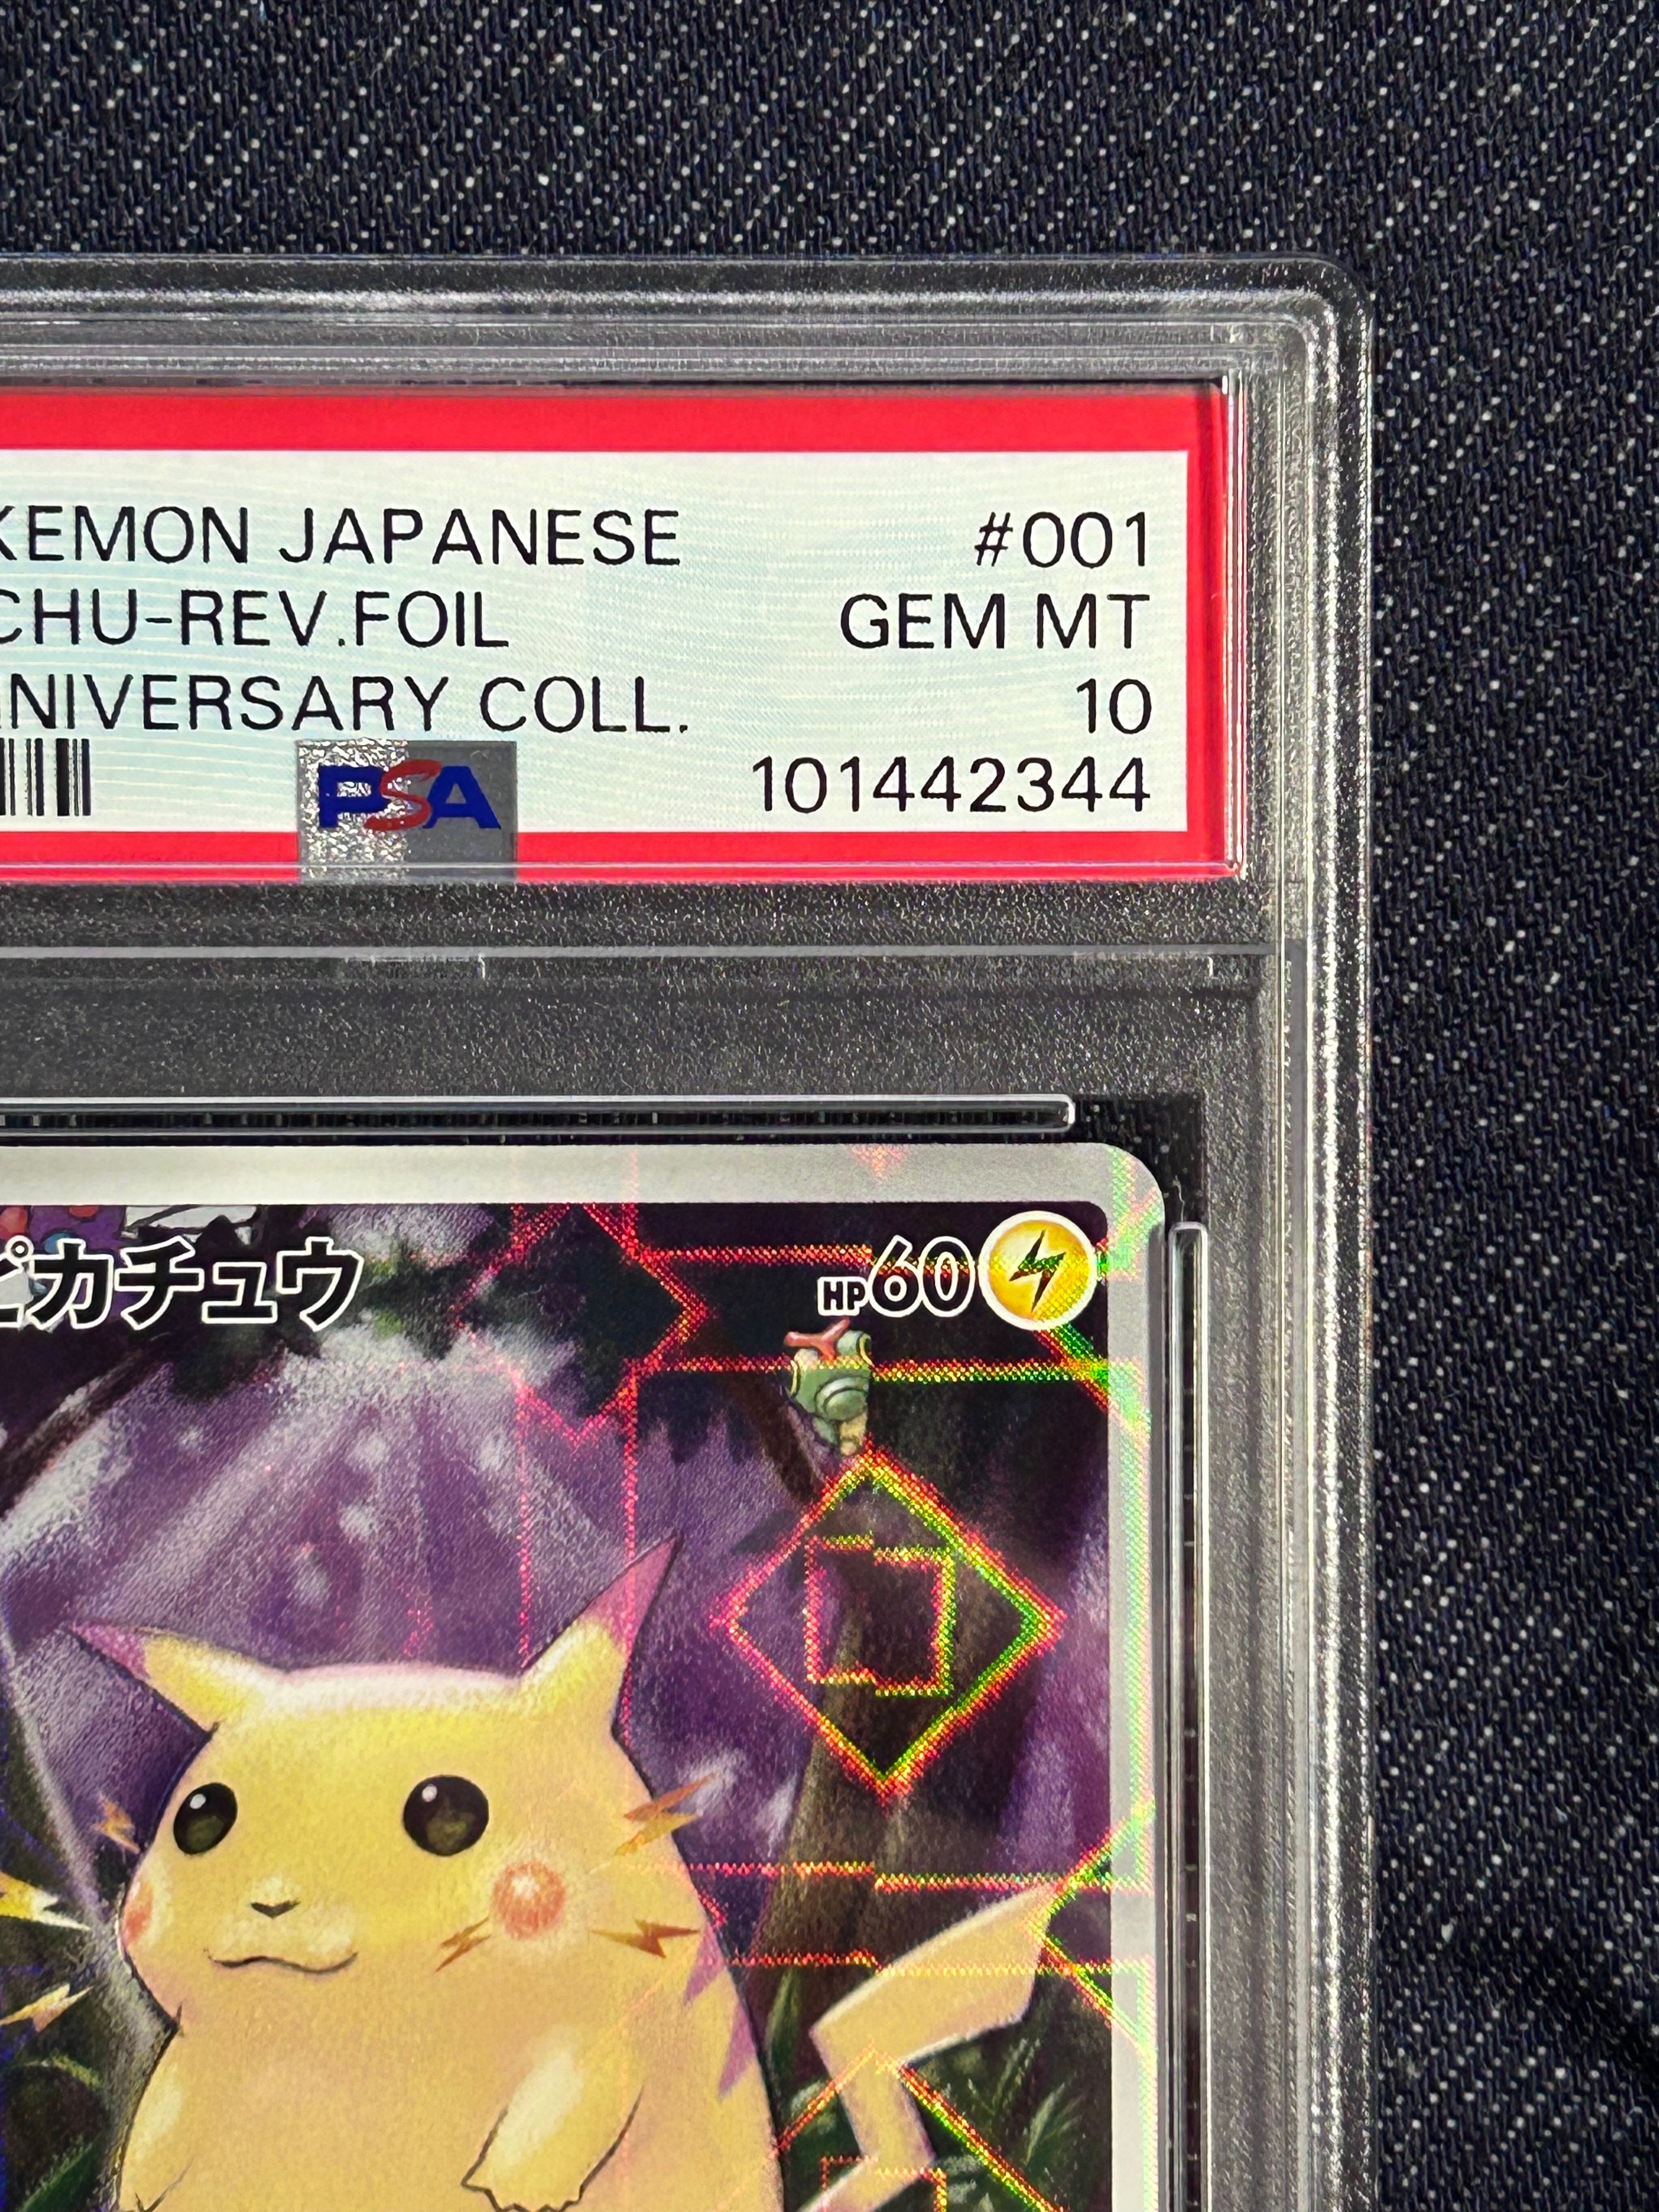 KEMON JAPANESE #001
CHU-REV.FOIL GEM MT
NIVERSARY COLL. 10
PSA 101442344
ピカチュウ HP60